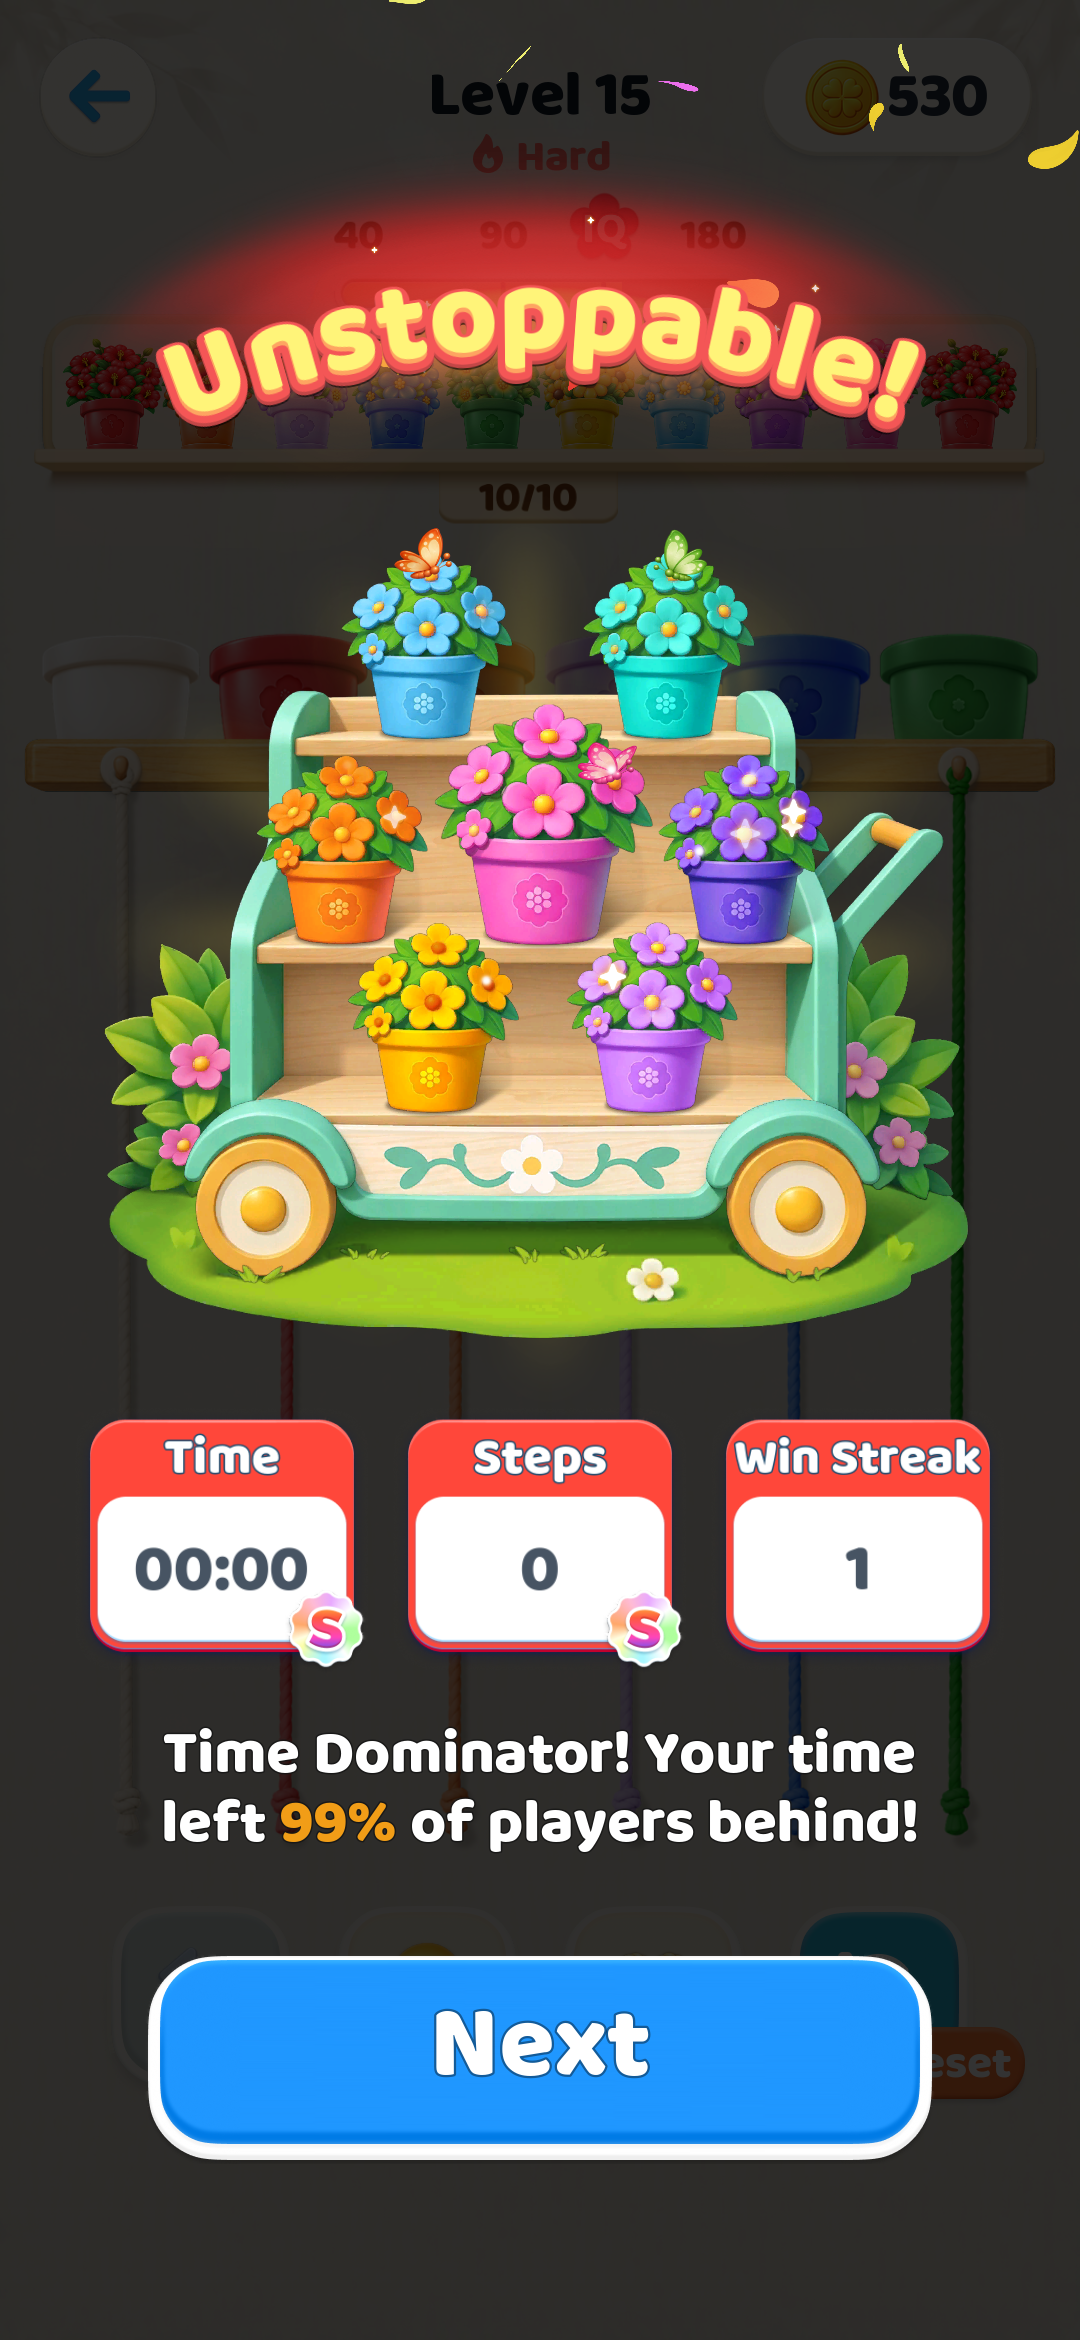 Level 15
530
Hard
40 90 IQ 180
Unstoppable!
10/10
Time
Steps
Win Streak
00:00
0
1
S
S
Time Dominator! Your time
left 99% of players behind!
Next
eset